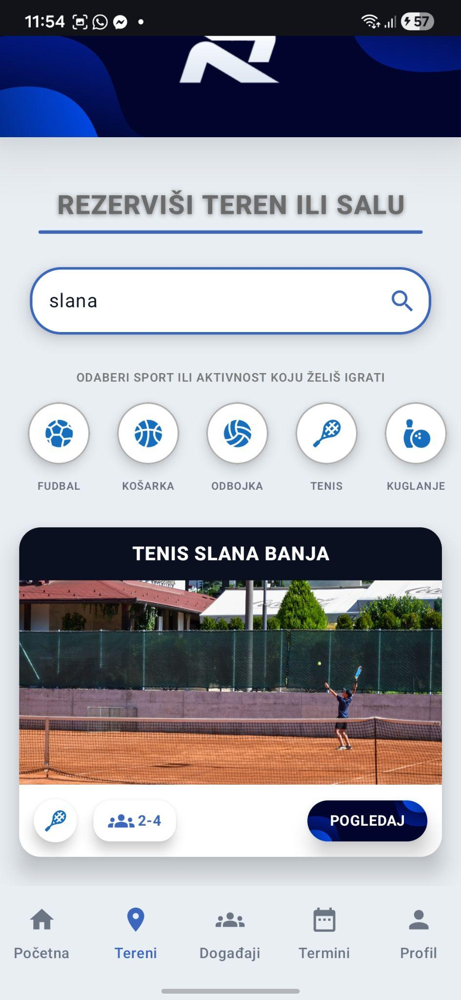 11:54
57
REZERVIŠI TEREN ILI SALU
slana
ODABERI SPORT ILI AKTIVNOST KOJU ŽELIŠ IGRATI
FUDBAL KOŠARKA ODBOJKA TENIS KUGLANJE
TENIS SLANA BANJA
2-4 POGLEDAJ
Početna Tereni Događaji Termini Profil